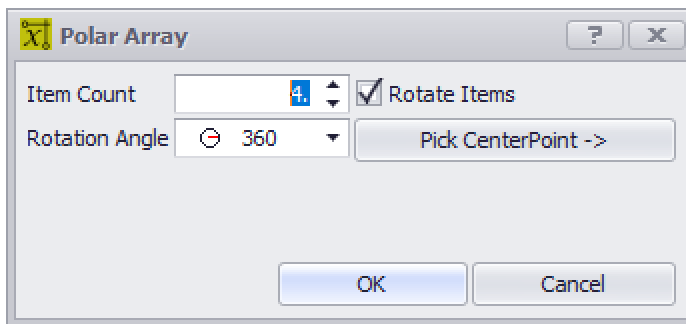 Polar Array
Item Count 4. Rotate Items
Rotation Angle 360 Pick CenterPoint ->
OK Cancel